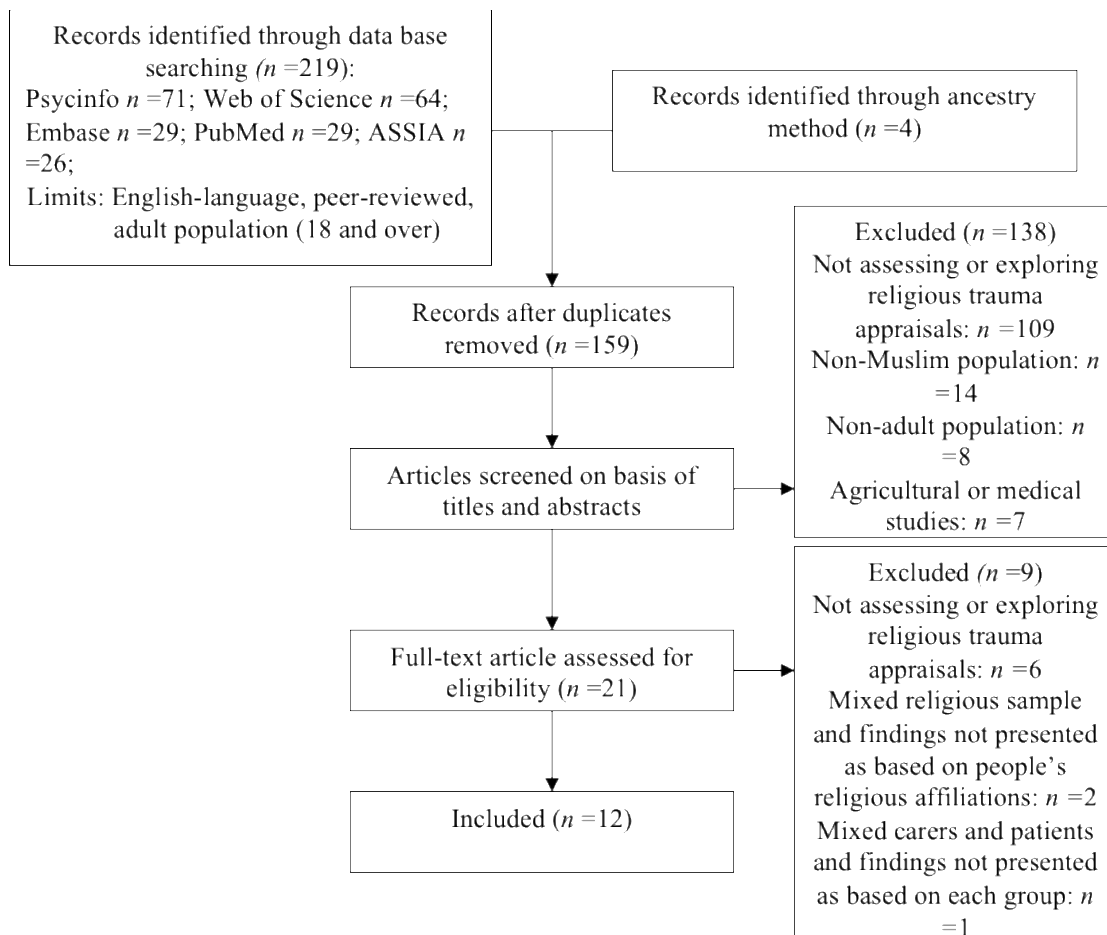 Records identified through data base
searching (n =219):
Psycinfo n =71; Web of Science n =64;
Embase n =29; PubMed n =29; ASSIA n
=26;
Limits: English-language, peer-reviewed,
adult population (18 and over)
Records identified through ancestry
method (n =4)
Records after duplicates
removed (n =159)
Articles screened on basis of
titles and abstracts
Excluded (n =138)
Not assessing or exploring
religious trauma
appraisals: n =109
Non-Muslim population: n
=14
Non-adult population: n
=8
Agricultural or medical
studies: n =7
Full-text article assessed for
eligibility (n =21)
Excluded (n =9)
Not assessing or exploring
religious trauma
appraisals: n =6
Mixed religious sample
and findings not presented
as based on people’s
religious affiliations: n =2
Mixed carers and patients
and findings not presented
as based on each group: n
=1
Included (n =12)